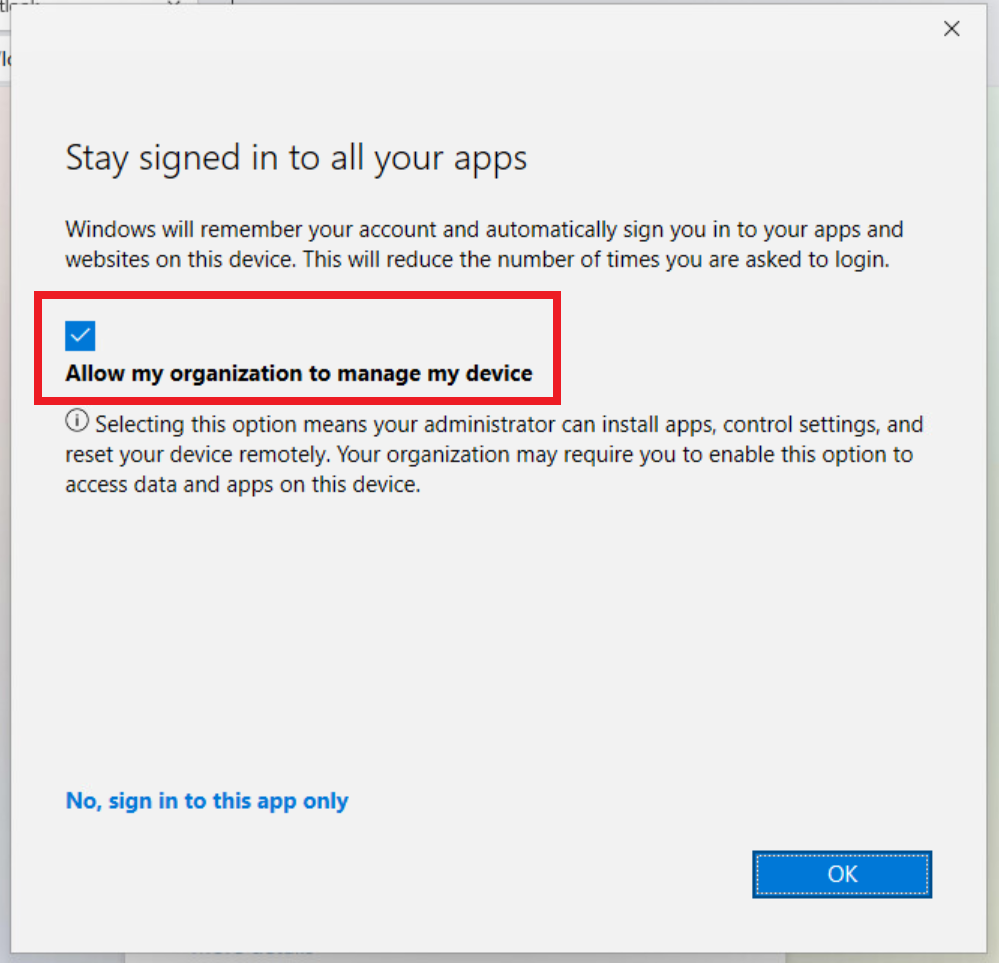 Stay signed in to all your apps
Windows will remember your account and automatically sign you in to your apps and
websites on this device. This will reduce the number of times you are asked to login.
Allow my organization to manage my device
Selecting this option means your administrator can install apps, control settings, and
reset your device remotely. Your organization may require you to enable this option to
access data and apps on this device.
No, sign in to this app only
OK